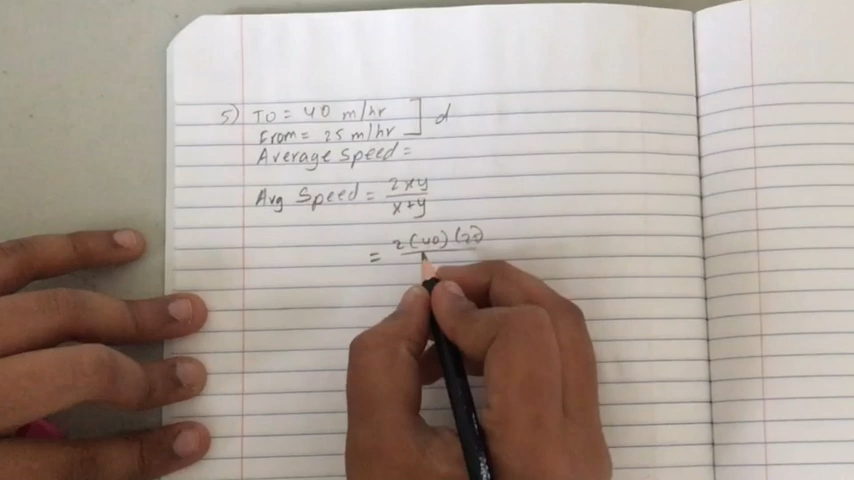 5) To = 40 m/hr
From = 25 m/hr ] d
Average Speed =
Avg Speed = 2xy
x+y
= 2(40)(25)